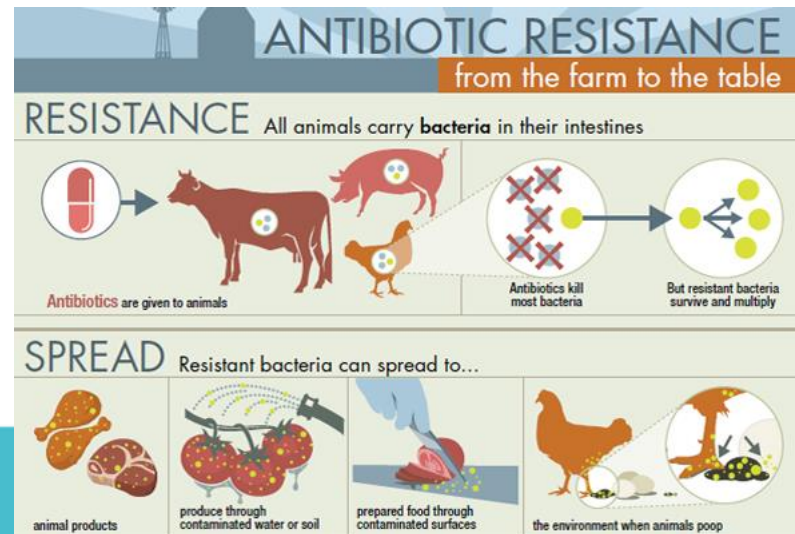 ANTIBIOTIC RESISTANCE
from the farm to the table
RESISTANCE All animals carry bacteria in their intestines
Antibiotics are given to animals
Antibiotics kill
most bacteria
But resistant bacteria
survive and multiply
SPREAD Resistant bacteria can spread to...
animal products
produce through
contaminated water or soil
prepared food through
contaminated surfaces
the environment when animals poop